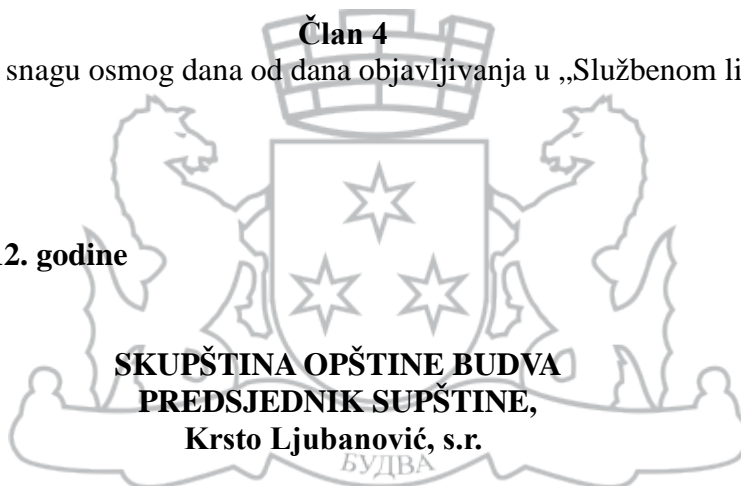 Član 4
snagu osmog dana od dana objavljivanja u „Službenom li
2. godine
SKUPŠTINA OPŠTINE BUDVA
PREDSJEDNIK SUPŠTINE,
Krsto Ljubanović, s.r.
БУДВА